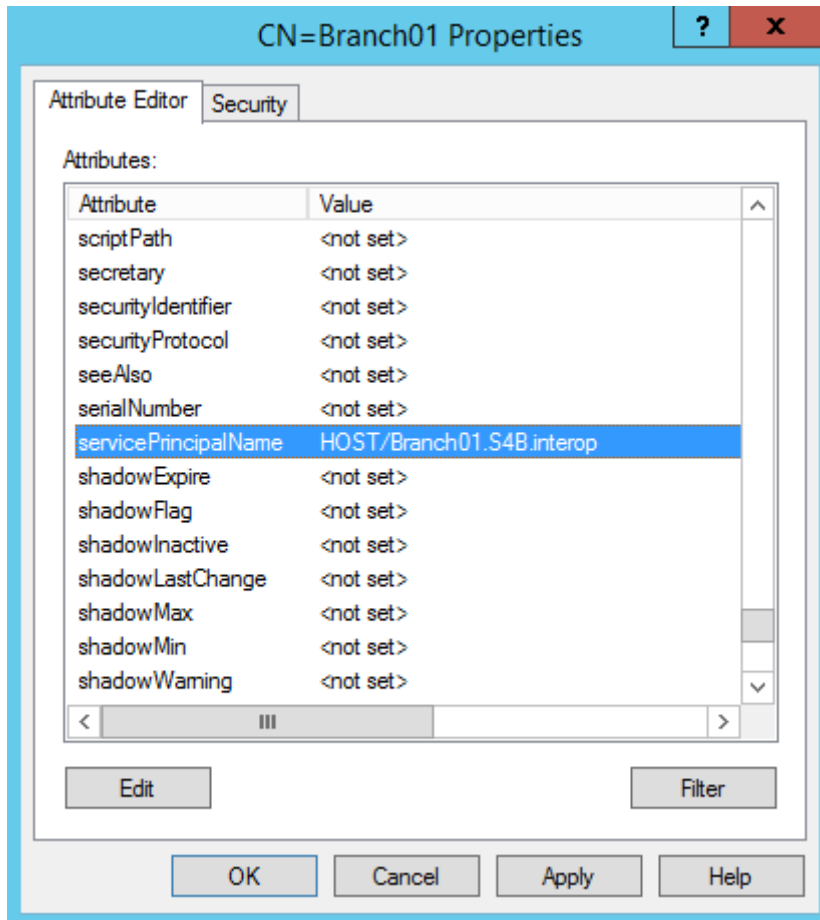 CN=Branch01 Properties
?
x
Attribute Editor
Security
Attributes:
Attribute Value
scriptPath <not set>
secretary <not set>
securityIdentifier <not set>
securityProtocol <not set>
seeAlso <not set>
serialNumber <not set>
servicePrincipalName HOST/Branch01.S4B.interop
shadowExpire <not set>
shadowFlag <not set>
shadowInactive <not set>
shadowLastChange <not set>
shadowMax <not set>
shadowMin <not set>
shadowWarning <not set>
Edit Filter
OK Cancel Apply Help